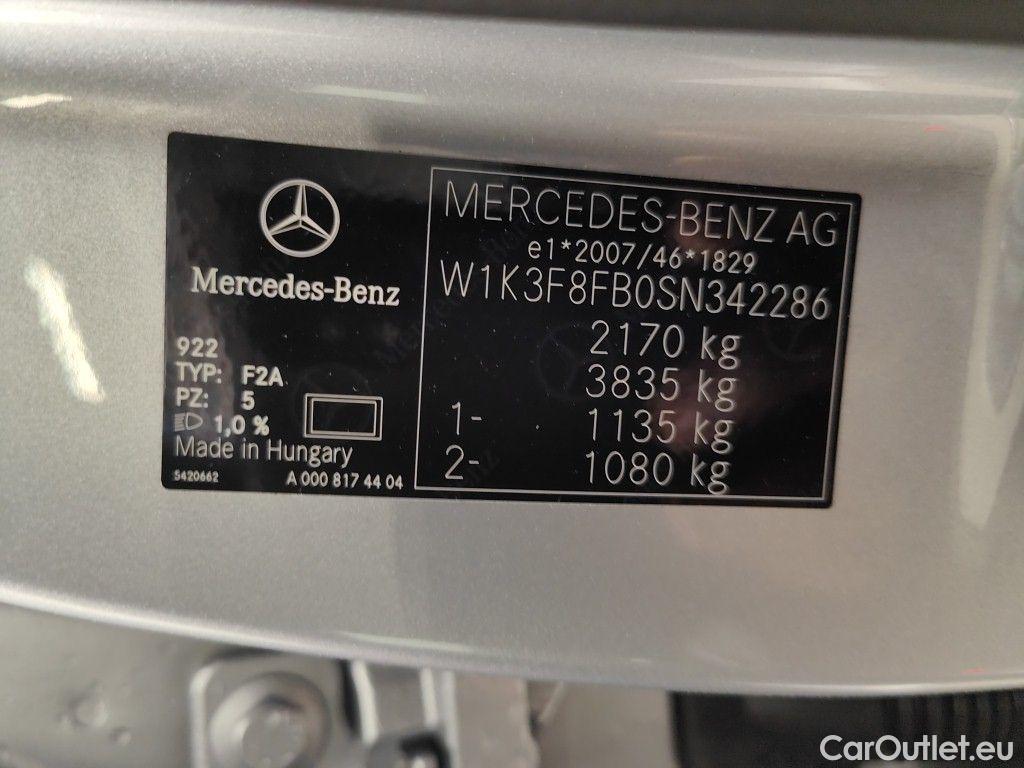 Mercedes-Benz
922
TYP: F2A
PZ: 5
1,0 %
Made in Hungary
5420662 A 000 817 44 04
MERCEDES-BENZ AG
e1*2007/46*1829
W1K3F8FB0SN342286
2170 kg
3835 kg
1- 1135 kg
2- 1080 kg
CarOutlet.eu